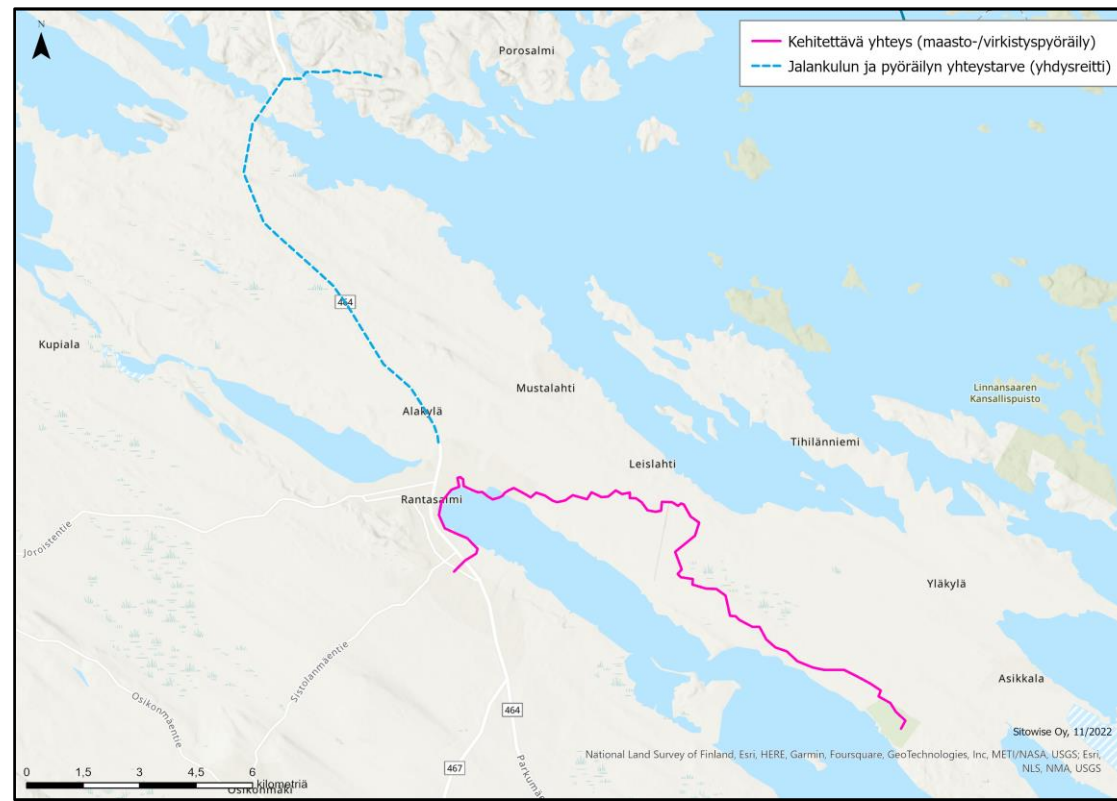 N
Porosalmi
Kehitettävä yhteys (maasto-/virkistyspyöräily)
Jalankulun ja pyöräilyn yhteystarve (yhdysreitti)
464
Kupiala
Mustalahti
Linnansaaren
Kansallispuisto
Alakylä
Tihilänniemi
Leislahti
Rantasalmi
Joroistentie
Yläkylä
Sistolanmäentie
Asikkala
Osikonmäentie
464
Sitowise Oy, 11/2022
National Land Survey of Finland, Esri, HERE, Garmin, Foursquare, GeoTechnologies, Inc, METI/NASA, USGS; Esri,
NLS, NMA, USGS
467
Parkumäentie
0 1,5 3 4,5 6
kilometriä
Osikonmäki